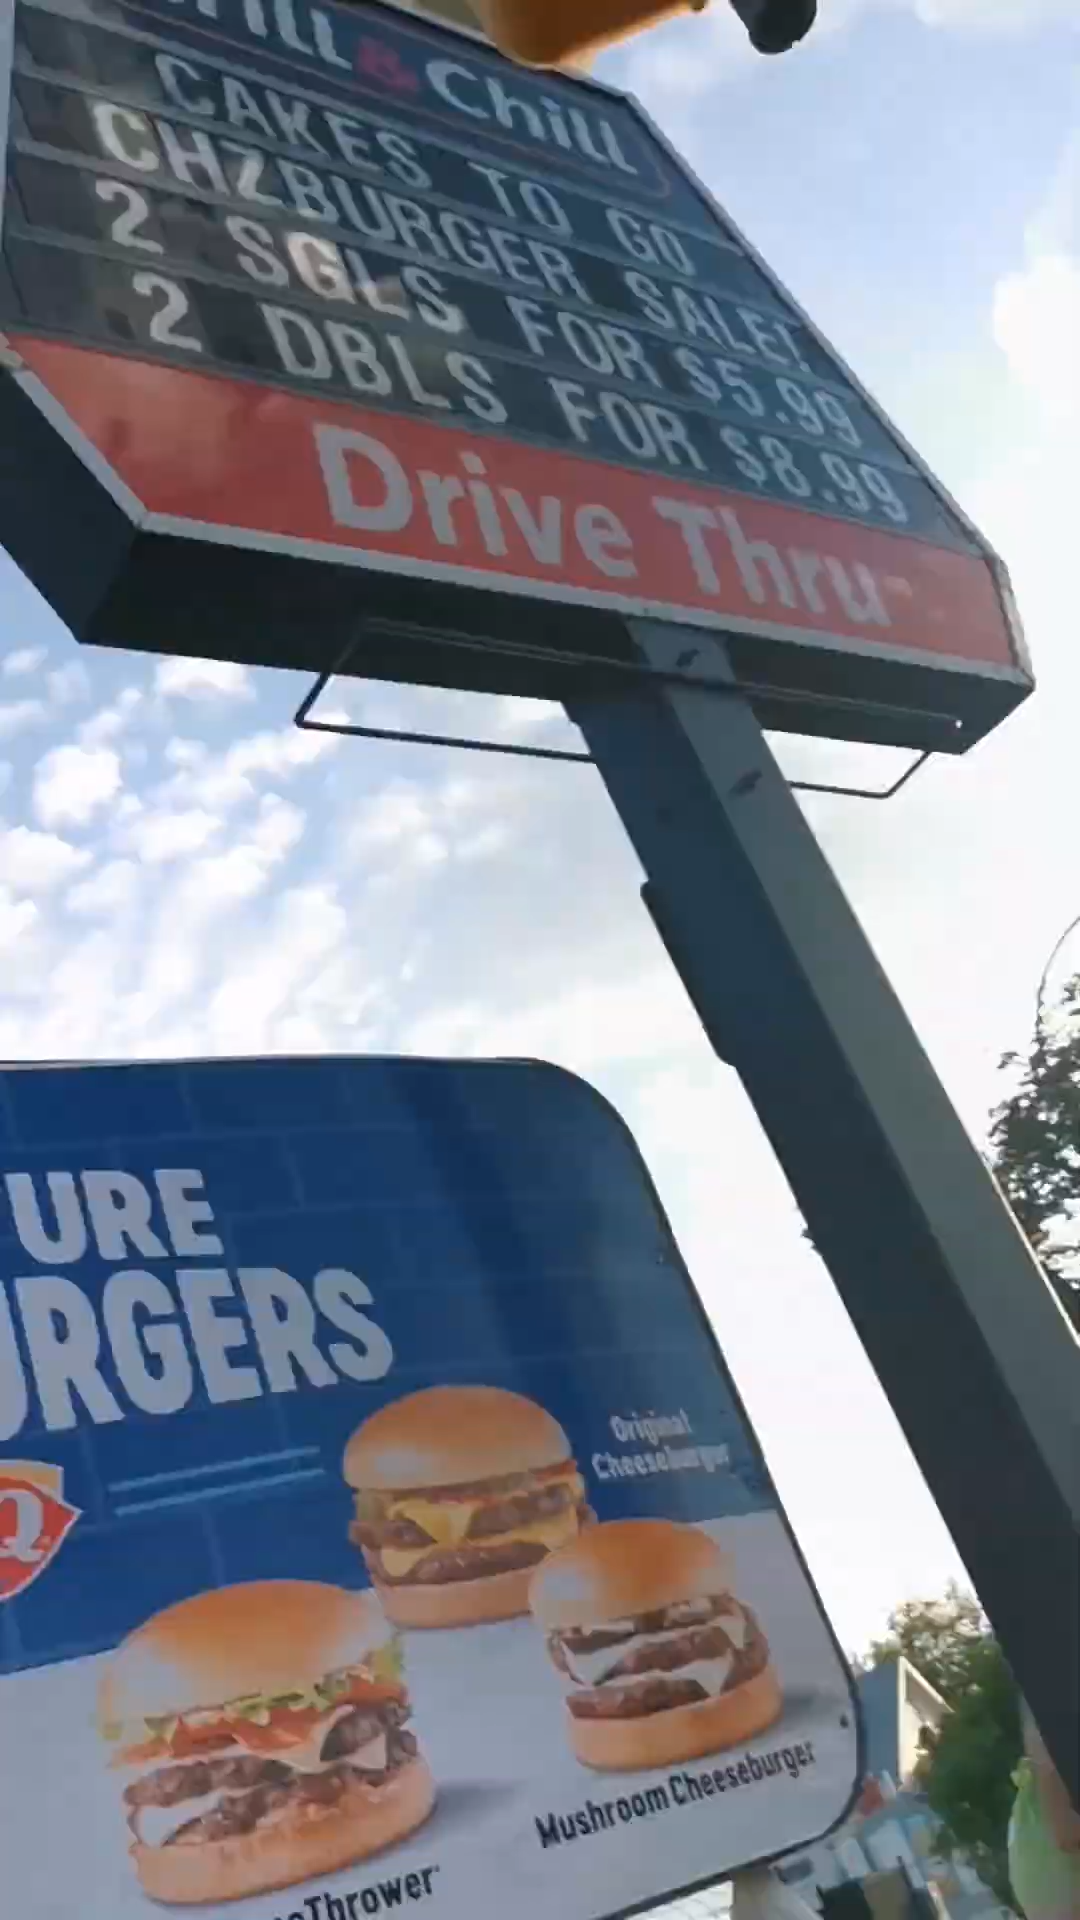 & Chill
CAKES TO GO
CHZBURGER SALE!
2 SGLS FOR $5.99
2 DBLS FOR $8.99
Drive Thru
URE
URGERS
Q
Original
Cheeseburger
Mushroom Cheeseburger
Thrower